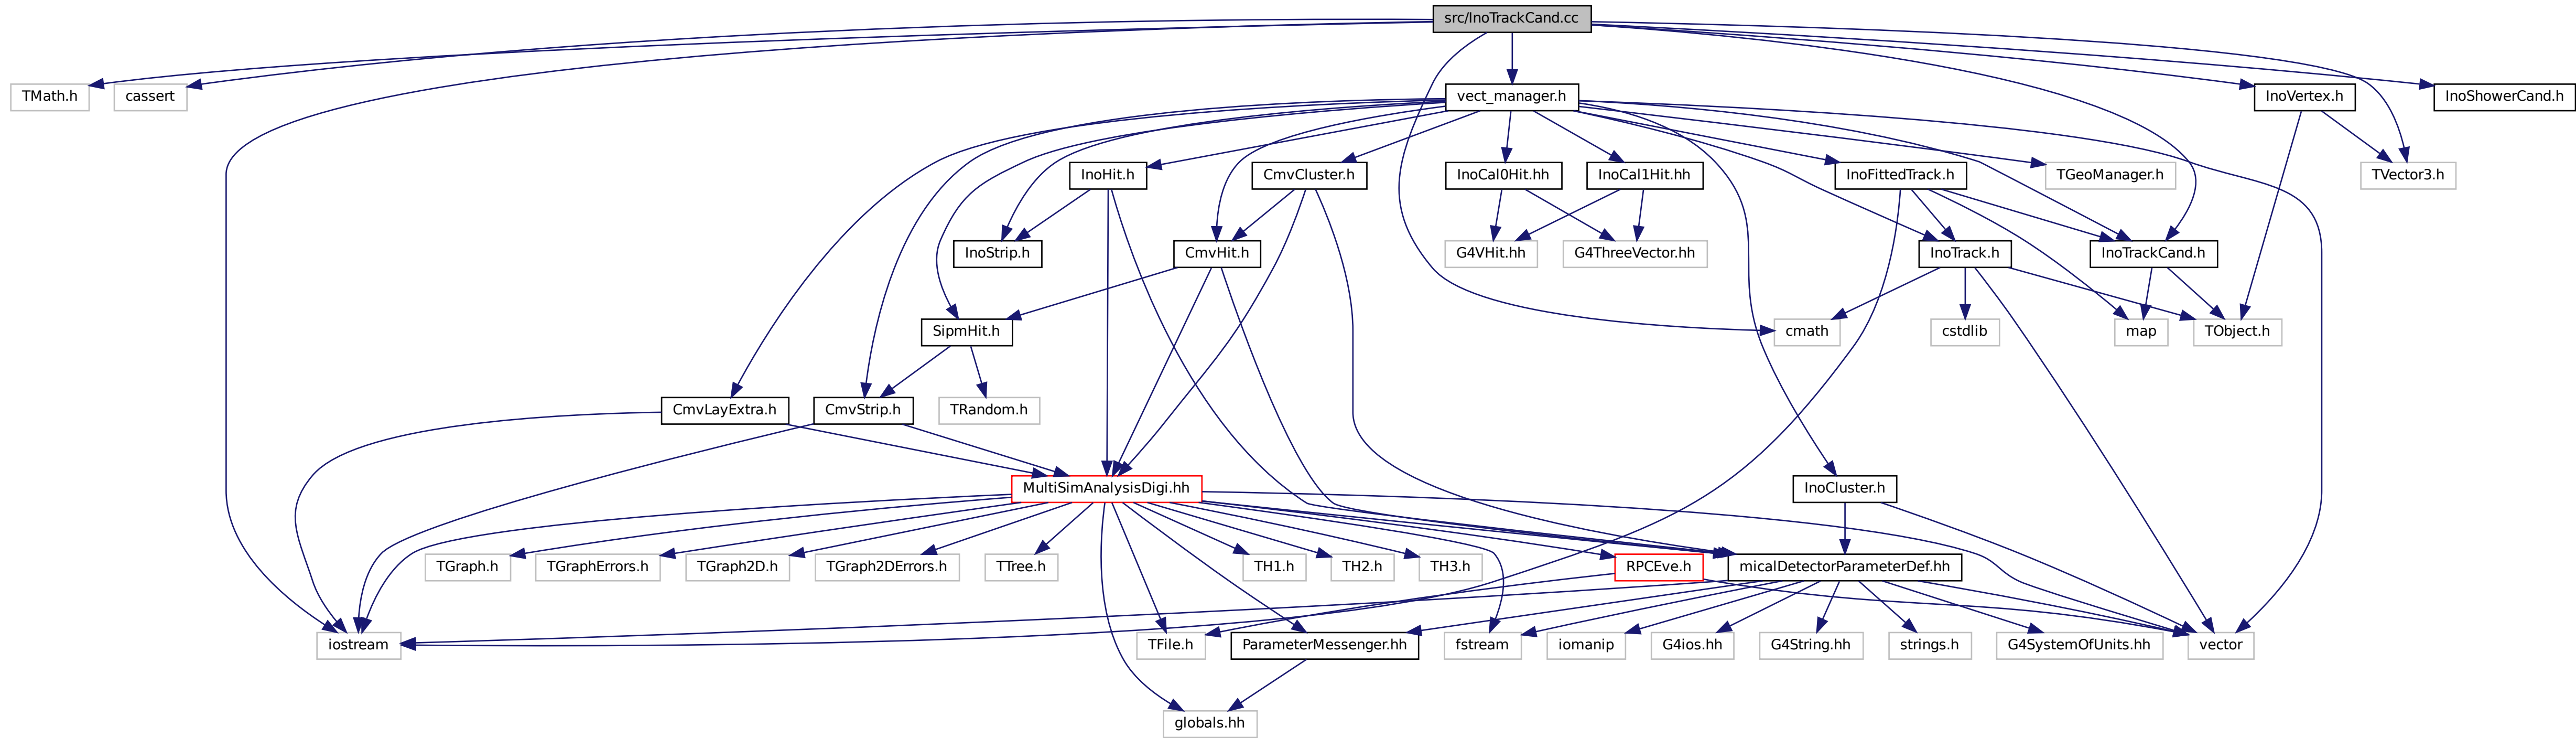 src/InoTrackCand.cc
TMath.h
cassert
vect_manager.h
InoVertex.h
InoShowerCand.h
InoHit.h
CmvCluster.h
InoCal0Hit.hh
InoCal1Hit.hh
InoFittedTrack.h
TGeoManager.h
TVector3.h
InoStrip.h
CmvHit.h
G4VHit.hh
G4ThreeVector.hh
InoTrack.h
InoTrackCand.h
SipmHit.h
cmath
cstdlib
map
TObject.h
CmvLayExtra.h
CmvStrip.h
TRandom.h
MultiSimAnalysisDigi.hh
InoCluster.h
TGraph.h
TGraphErrors.h
TGraph2D.h
TGraph2DErrors.h
TTree.h
TH1.h
TH2.h
TH3.h
RPCEve.h
micalDetectorParameterDef.hh
iostream
TFile.h
ParameterMessenger.hh
fstream
iomanip
G4ios.hh
G4String.hh
strings.h
G4SystemOfUnits.hh
vector
globals.hh